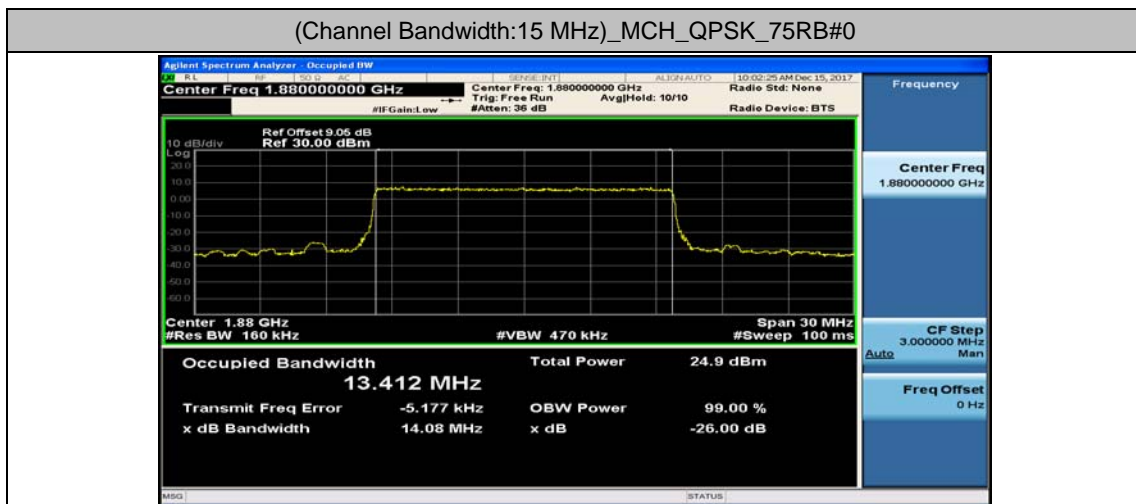 (Channel Bandwidth:15 MHz)_MCH_QPSK_75RB#0
Agilent Spectrum Analyzer - Occupied BW
LXI RL RF 50 Ω AC SENSE:INT ALIGN AUTO 10:02:25 AM Dec 15, 2017
Center Freq 1.880000000 GHz
Center Freq: 1.880000000 GHz
Radio Std: None
Trig: Free Run Avg|Hold: 10/10
#IFGain:Low #Atten: 36 dB Radio Device: BTS
Ref Offset 9.05 dB
10 dB/div Ref 30.00 dBm
Log
20.0
10.0
0.00
-10.0
-20.0
-30.0
-40.0
-50.0
-60.0
Center 1.88 GHz Span 30 MHz
#Res BW 160 kHz #VBW 470 kHz #Sweep 100 ms
Occupied Bandwidth Total Power 24.9 dBm
13.412 MHz
Transmit Freq Error -5.177 kHz OBW Power 99.00 %
x dB Bandwidth 14.08 MHz x dB -26.00 dB
MSG STATUS
Frequency
Center Freq
1.880000000 GHz
CF Step
3.000000 MHz
Auto Man
Freq Offset
0 Hz